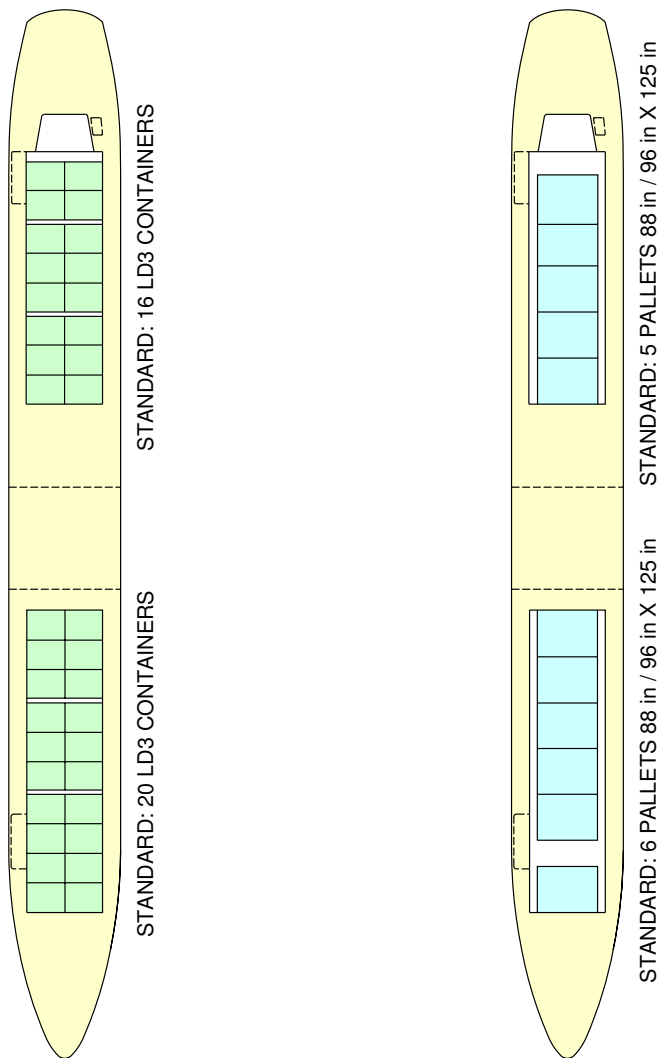 STANDARD: 16 LD3 CONTAINERS
STANDARD: 20 LD3 CONTAINERS
STANDARD: 5 PALLETS 88 in / 96 in X 125 in
STANDARD: 6 PALLETS 88 in / 96 in X 125 in